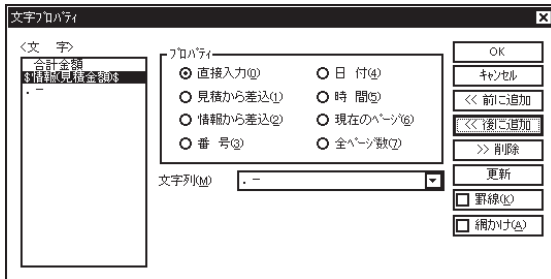 文字ﾌﾟﾛﾊﾟﾃｨ
<文　字>
合計金額
$情報(見積金額)$
. －
ﾌﾟﾛﾊﾟﾃｨｰ
直接入力(0)
見積から差込(1)
情報から差込(2)
番　号(3)
日　付(4)
時　間(5)
現在のﾍﾟｰｼﾞ(6)
全ﾍﾟｰｼﾞ数(7)
文字列(M)
. －
OK
ｷｬﾝｾﾙ
<< 前に追加
<< 後に追加
>> 削除
更新
罫線(K)
網かけ(A)